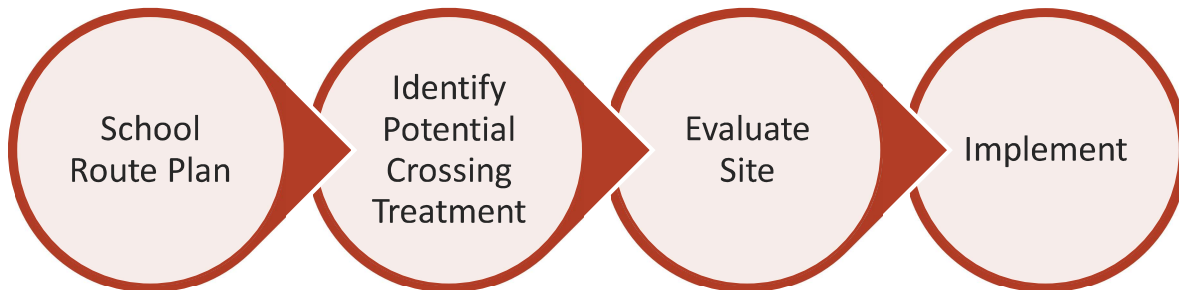 School
Route Plan
Identify
Potential
Crossing
Treatment
Evaluate
Site
Implement